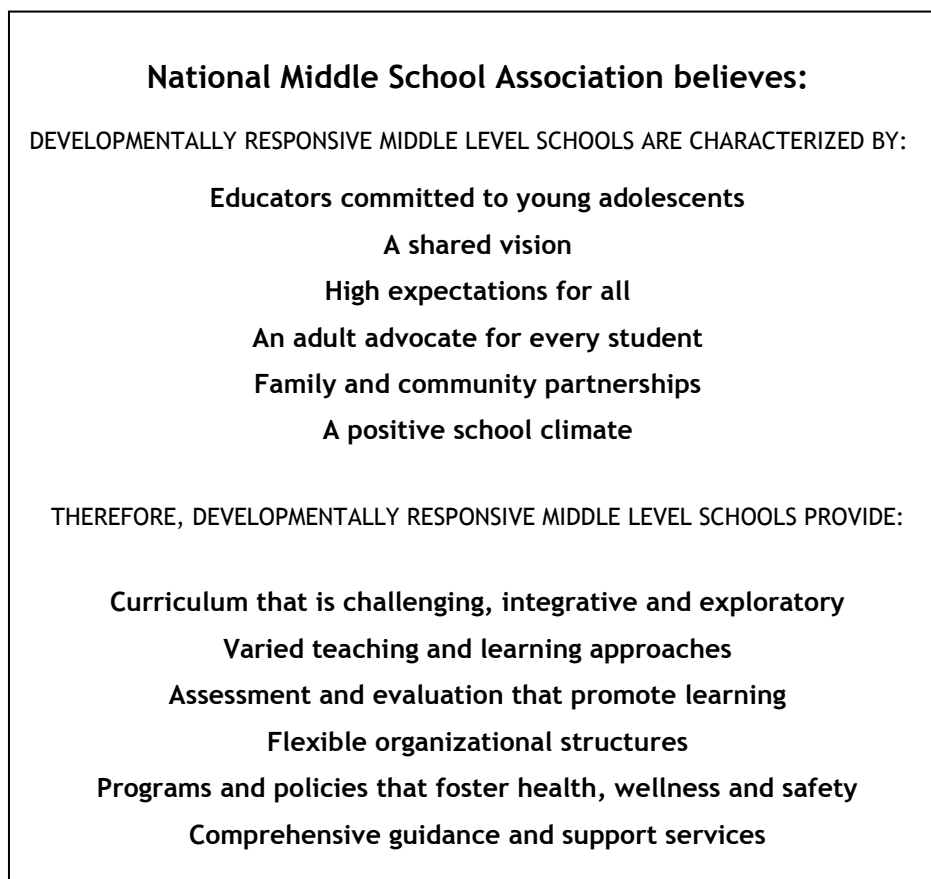 National Middle School Association believes:
DEVELOPMENTALLY RESPONSIVE MIDDLE LEVEL SCHOOLS ARE CHARACTERIZED BY:
Educators committed to young adolescents
A shared vision
High expectations for all
An adult advocate for every student
Family and community partnerships
A positive school climate
THEREFORE, DEVELOPMENTALLY RESPONSIVE MIDDLE LEVEL SCHOOLS PROVIDE:
Curriculum that is challenging, integrative and exploratory
Varied teaching and learning approaches
Assessment and evaluation that promote learning
Flexible organizational structures
Programs and policies that foster health, wellness and safety
Comprehensive guidance and support services